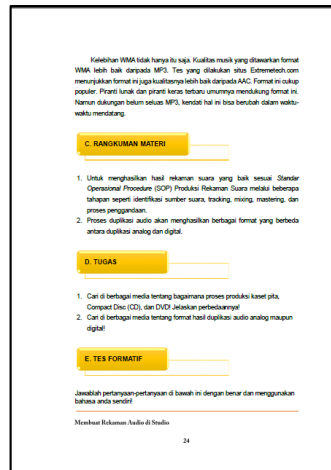 Kelebihan WMA tidak hanya itu saja. Kualitas musik yang ditawarkan format
WMA lebih baik daripada MP3. Tes yang dilakukan situs Extremetech.com
menunjukkan format ini juga kualitasnya lebih baik daripada AAC. Format ini cukup
populer. Piranti lunak dan piranti keras terbaru umumnya mendukung format ini.
Namun dukungan belum seluas MP3, kendati hal ini bisa berubah dalam waktu-
waktu mendatang.
C. RANGKUMAN MATERI
1. Untuk menghasilkan hasil rekaman suara yang baik sesuai Standar
Operasional Procedure (SOP) Produksi Rekaman Suara melalui beberapa
tahapan seperti identifikasi sumber suara, tracking, mixing, mastering, dan
proses penggandaan.
2. Proses duplikasi audio akan menghasilkan berbagai format yang berbeda
antara duplikasi analog dan digital.
D. TUGAS
1. Cari di berbagai media tentang bagaimana proses produksi kaset pita,
Compact Disc (CD), dan DVD! Jelaskan perbedaannya!
2. Cari di berbagai media tentang format hasil duplikasi audio analog maupun
digital!
E. TES FORMATIF
Jawablah pertanyaan-pertanyaan di bawah ini dengan benar dan menggunakan
bahasa anda sendiri!
Membuat Rekaman Audio di Studio
24